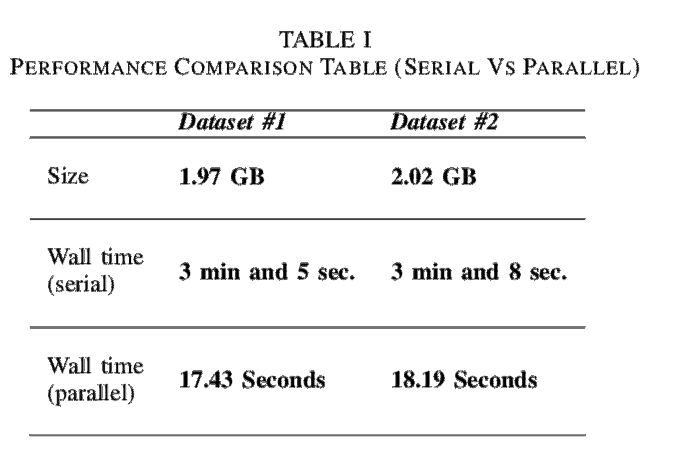 TABLE I
PERFORMANCE COMPARISON TABLE (SERIAL VS PARALLEL)
Dataset #1 Dataset #2
Size 1.97 GB 2.02 GB
Wall time
(serial) 3 min and 5 sec. 3 min and 8 sec.
Wall time
(parallel) 17.43 Seconds 18.19 Seconds